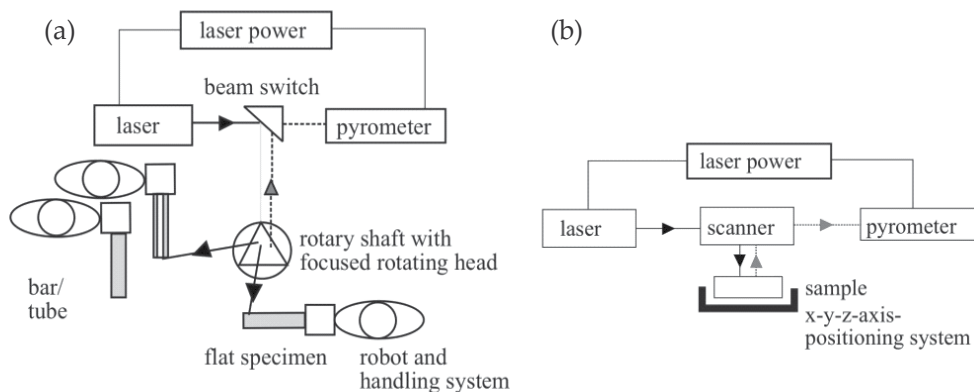 (a)
laser power
beam switch
laser
pyrometer
rotary shaft with
focused rotating head
bar/
tube
flat specimen
robot and
handling system
(b)
laser power
laser
scanner
pyrometer
sample
x-y-z-axis-
positioning system